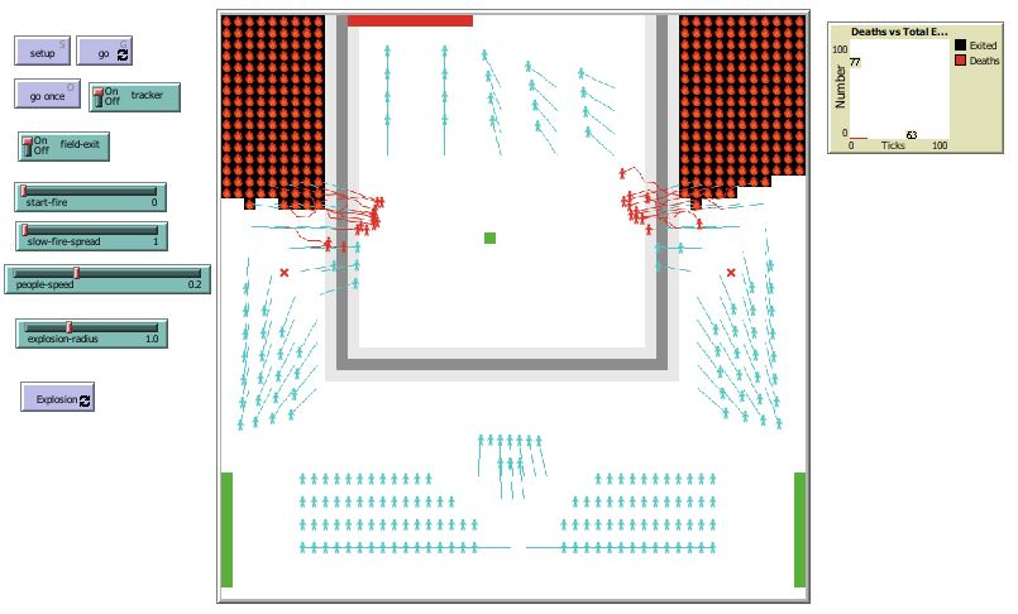 setup
S
go
G
go once
O
On
Off
tracker
On
Off
field-exit
start-fire
0
slow-fire-spread
1
people-speed
0.2
explosion-radius
1.0
Explosion
Deaths vs Total E...
100
77
Number
0
63
0
Ticks
100
Exited
Deaths